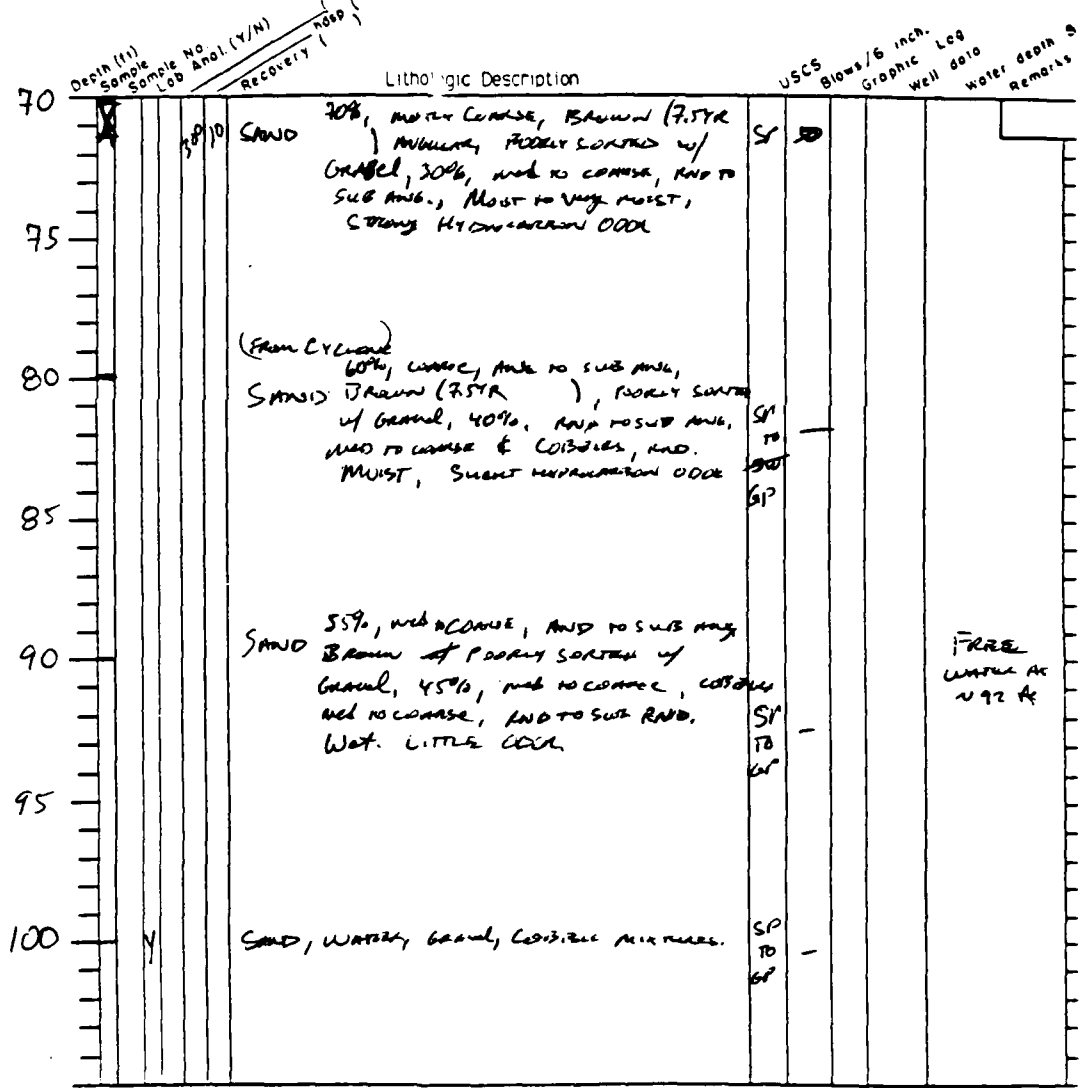 Depth (ft)
Sample
Sample No.
Lab Anal. (Y/N)
Recovery (
Lithologic Description
USCS
Blows/6 inch.
Graphic Log
Well data
Water depth
Remarks
70
SAND 70%, MOSTLY COARSE, BROWN (7.5YR SP 50
) ANGULAR, POORLY SORTED W/
GRAVEL, 30%, MED TO COARSE, RND TO
SUB ANG., MOIST TO VERY MOIST,
STRONG HYDROCARBON ODOR
75
(FROM CYCLONE)
60%, COARSE, ANG TO SUB ANG,
80
SAND BROWN (7.5YR ), POORLY SORTED
W/ GRAVEL, 40%, RND TO SUB ANG, SP
MED TO COARSE & COBBLES, RND. TO —
MOIST, SLIGHT HYDROCARBON ODOR
GP
85
SAND 55%, MED TO COARSE, RND TO SUB ANG
90
BROWN POORLY SORTED W/ FREE
GRAVEL, 45%, MED TO COARSE, COBBLES WATER AT
MED TO COARSE, RND TO SUB RND. SP ~92 ft
WET. LITTLE ODOR TO —
GP
95
100 Y SAND, WATER, GRAVEL, COBBLE MIXTURES. SP
TO —
GP